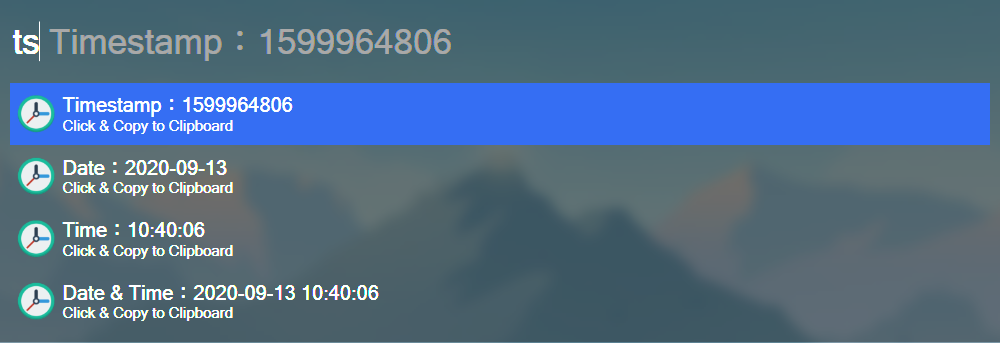 ts Timestamp：1599964806
Timestamp：1599964806
Click & Copy to Clipboard
Date：2020-09-13
Click & Copy to Clipboard
Time：10:40:06
Click & Copy to Clipboard
Date & Time：2020-09-13 10:40:06
Click & Copy to Clipboard